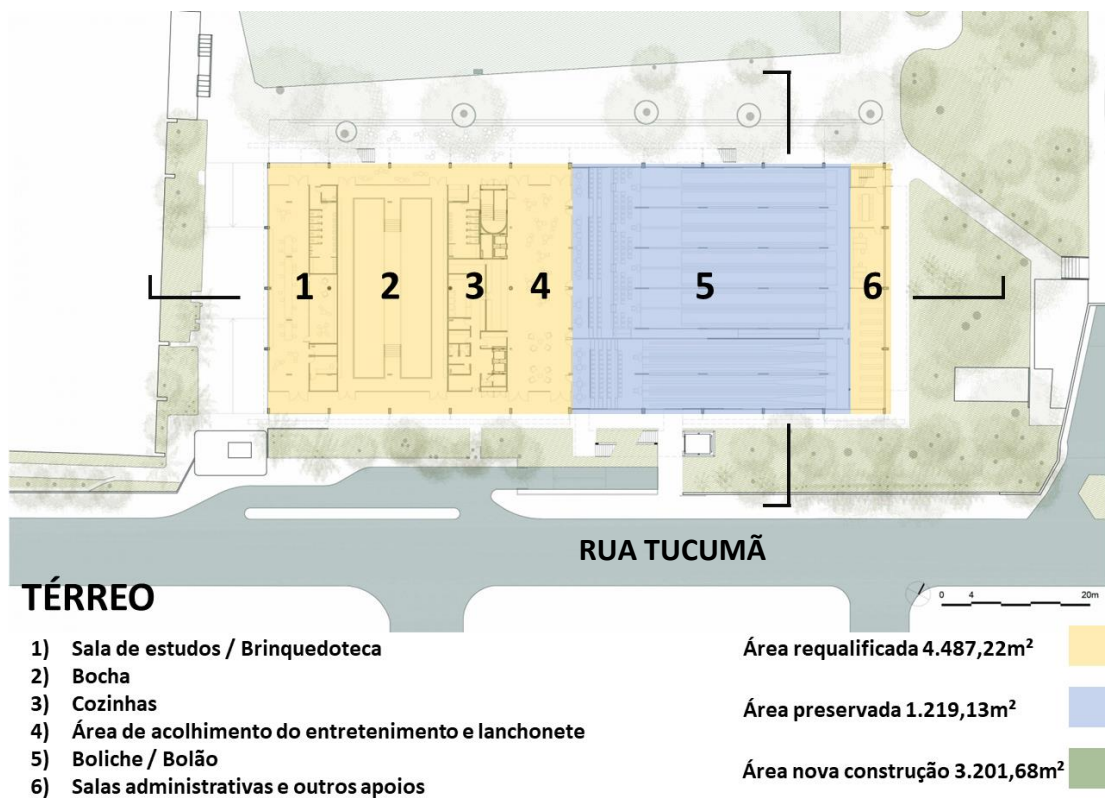 1
2
3
4
5
6
RUA TUCUMÃ
TÉRREO
0 4 20m
1) Sala de estudos / Brinquedoteca
2) Bocha
3) Cozinhas
4) Área de acolhimento do entretenimento e lanchonete
5) Boliche / Bolão
6) Salas administrativas e outros apoios
Área requalificada 4.487,22m²
Área preservada 1.219,13m²
Área nova construção 3.201,68m²